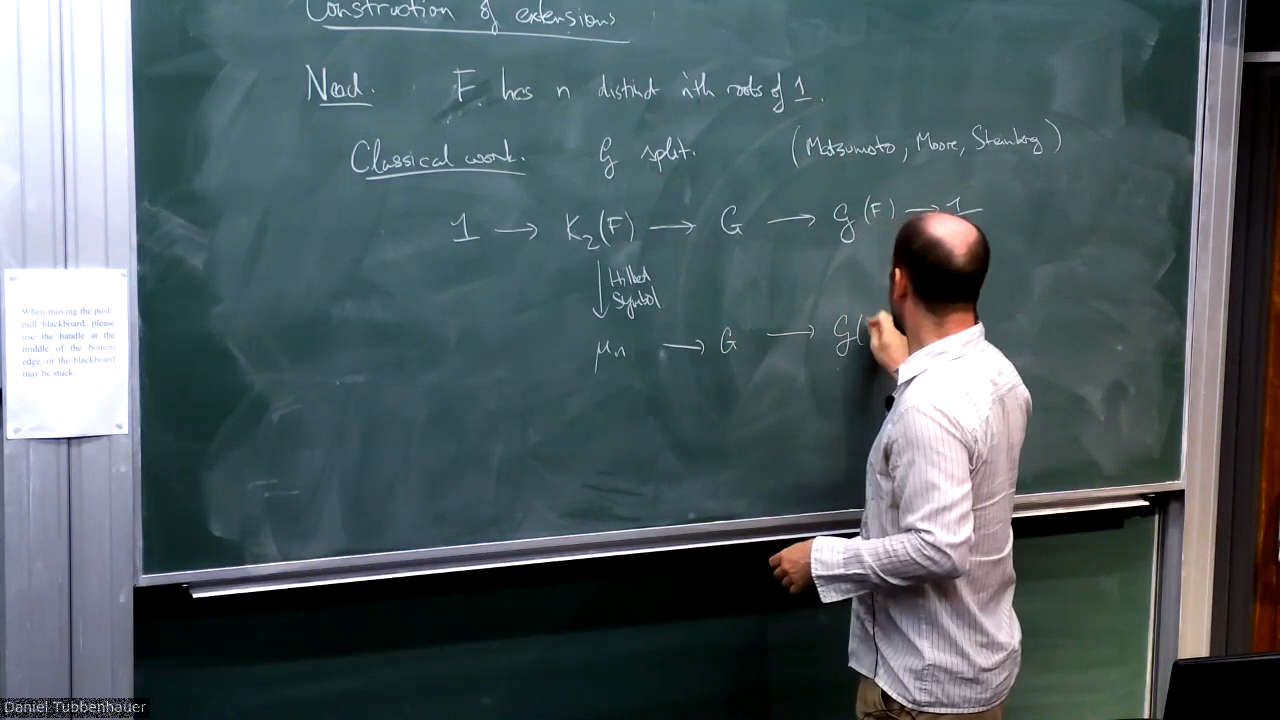 Construction of extensions
Need. F has n distinct nth roots of 1.
Classical work. G split. (Matsumoto, Moore, Steinberg)
1 → K₂(F) → G → G(F) → 1
↓ Hilbert
Symbol
μₙ → G → G(
When moving the push
pull blackboard, please
use the handle at the
middle of the bottom
edge, or the blackboard
may be stuck.
Daniel Tubbenhauer